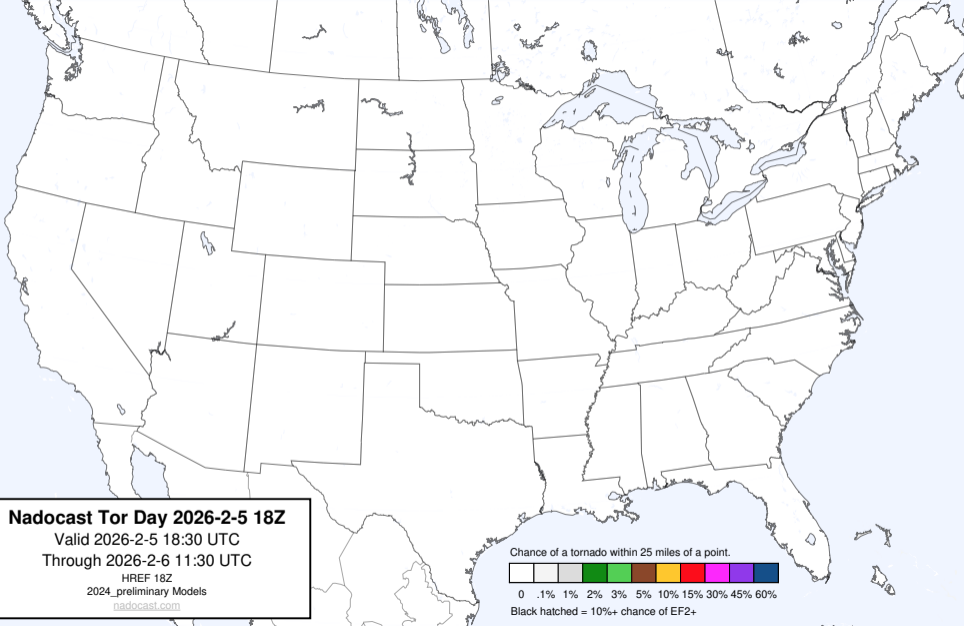 Nadocast Tor Day 2026-2-5 18Z
Valid 2026-2-5 18:30 UTC
Through 2026-2-6 11:30 UTC
HREF 18Z
2024_preliminary Models
nadocast.com
Chance of a tornado within 25 miles of a point.
0 .1% 1% 2% 3% 5% 10% 15% 30% 45% 60%
Black hatched = 10%+ chance of EF2+